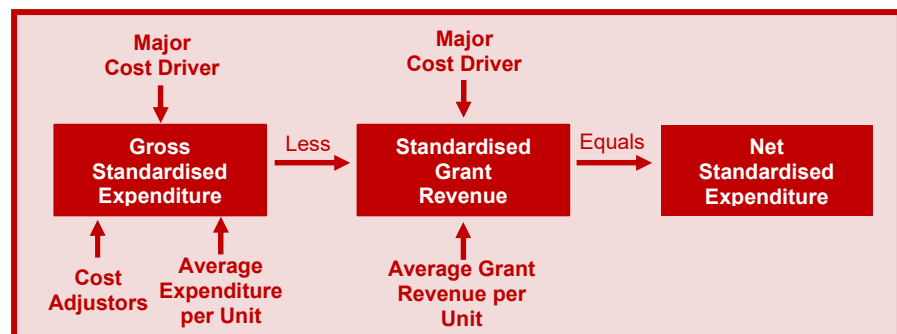 Major
Cost Driver
Major
Cost Driver
Gross
Standardised
Expenditure
Less
Standardised
Grant
Revenue
Equals
Net
Standardised
Expenditure
Cost
Adjustors
Average
Expenditure
per Unit
Average Grant
Revenue per
Unit